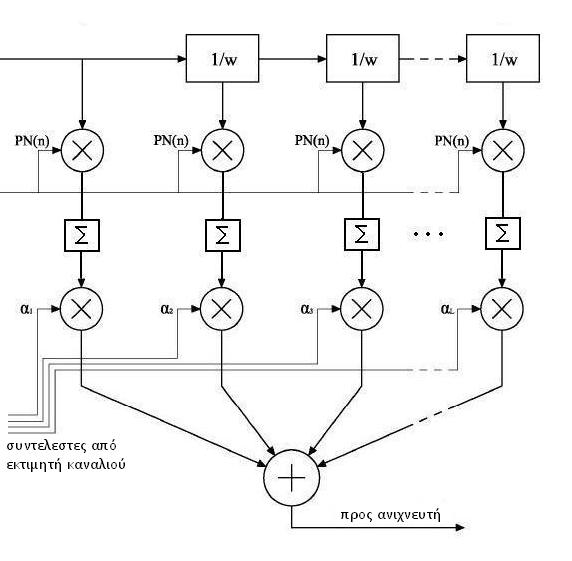 1/w 1/w 1/w
PN(n) PN(n) PN(n) PN(n)
Σ Σ Σ ... Σ
α₁ α₂ α₃ α_L
συντελεστες από
εκτιμητή καναλιού
προς ανιχνευτή